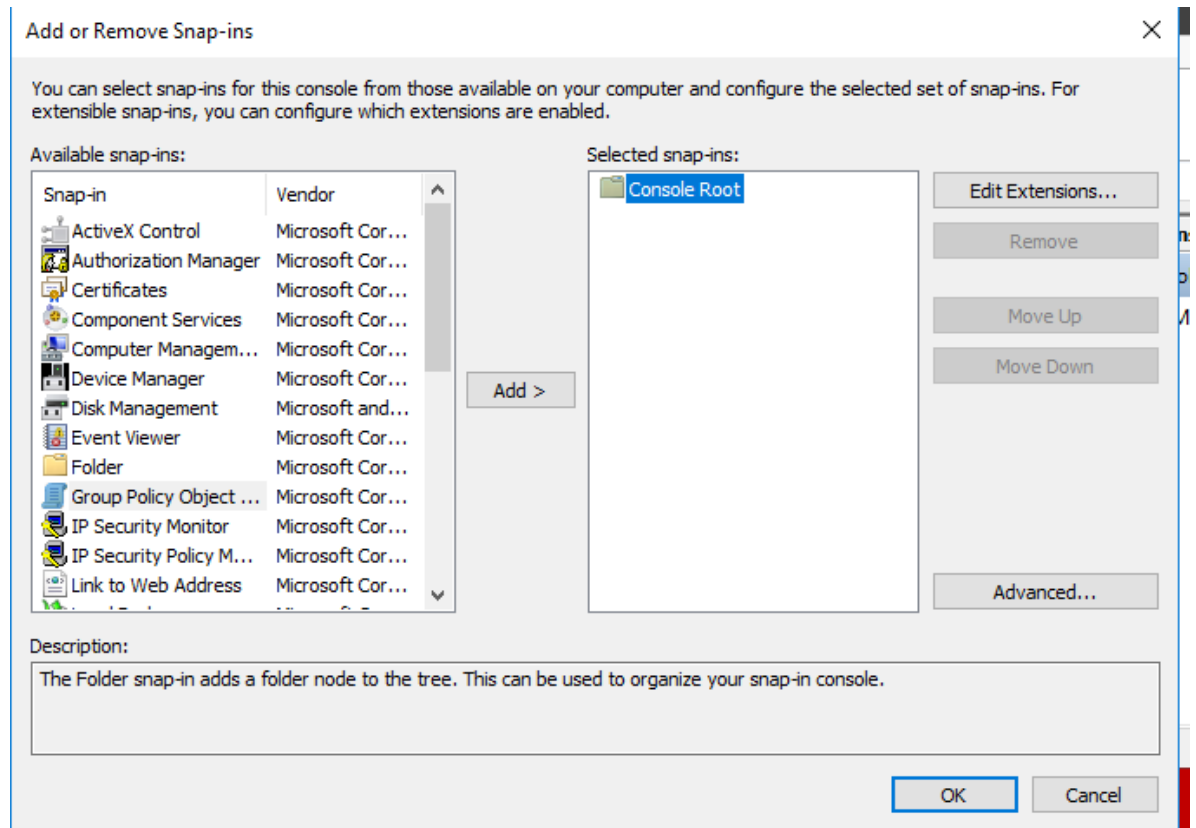 Add or Remove Snap-ins
You can select snap-ins for this console from those available on your computer and configure the selected set of snap-ins. For
extensible snap-ins, you can configure which extensions are enabled.
Available snap-ins:
Selected snap-ins:
Snap-in Vendor
ActiveX Control Microsoft Cor...
Authorization Manager Microsoft Cor...
Certificates Microsoft Cor...
Component Services Microsoft Cor...
Computer Managem... Microsoft Cor...
Device Manager Microsoft Cor...
Disk Management Microsoft and...
Event Viewer Microsoft Cor...
Folder Microsoft Cor...
Group Policy Object ... Microsoft Cor...
IP Security Monitor Microsoft Cor...
IP Security Policy M... Microsoft Cor...
Link to Web Address Microsoft Cor...
Add >
Console Root
Edit Extensions...
Remove
Move Up
Move Down
Advanced...
Description:
The Folder snap-in adds a folder node to the tree. This can be used to organize your snap-in console.
OK Cancel